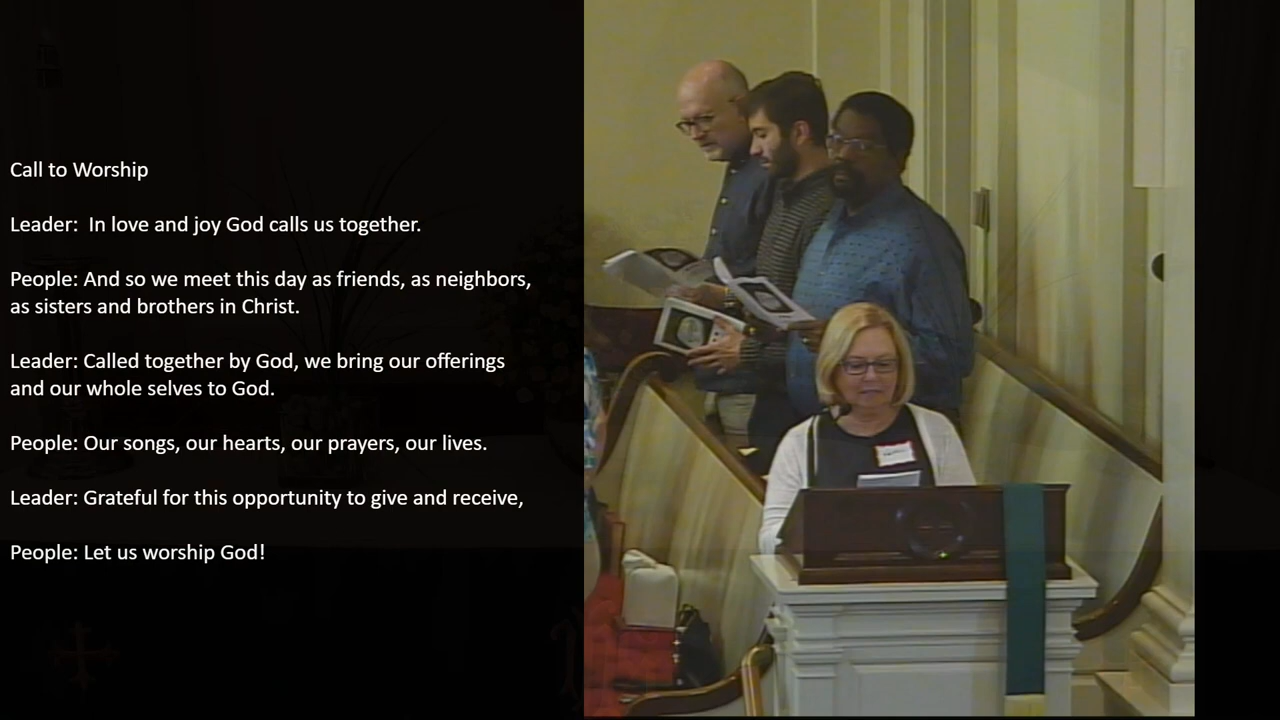 Call to Worship
Leader:  In love and joy God calls us together.
People: And so we meet this day as friends, as neighbors,
as sisters and brothers in Christ.
Leader: Called together by God, we bring our offerings
and our whole selves to God.
People: Our songs, our hearts, our prayers, our lives.
Leader: Grateful for this opportunity to give and receive,
People: Let us worship God!